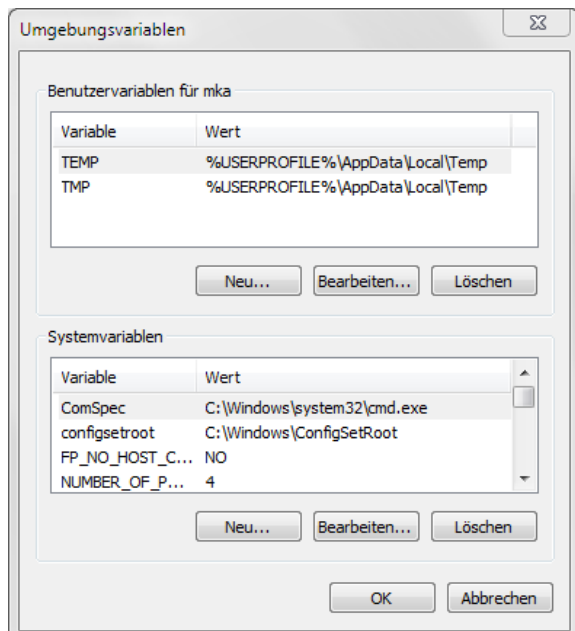 Umgebungsvariablen
Benutzervariablen für mka
Variable Wert
TEMP %USERPROFILE%\AppData\Local\Temp
TMP %USERPROFILE%\AppData\Local\Temp
Neu... Bearbeiten... Löschen
Systemvariablen
Variable Wert
ComSpec C:\Windows\system32\cmd.exe
configsetroot C:\Windows\ConfigSetRoot
FP_NO_HOST_C... NO
NUMBER_OF_P... 4
Neu... Bearbeiten... Löschen
OK Abbrechen